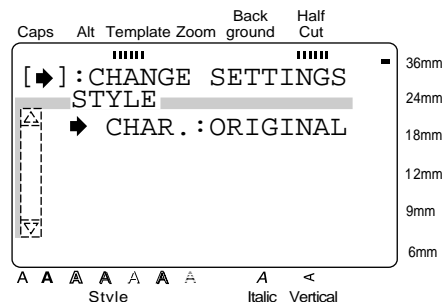 Caps Alt Template Zoom Back ground Half Cut
[➡]:CHANGE SETTINGS
STYLE
➡ CHAR.:ORIGINAL
36mm
24mm
18mm
12mm
9mm
6mm
A A A A A A A A A
Style Italic Vertical